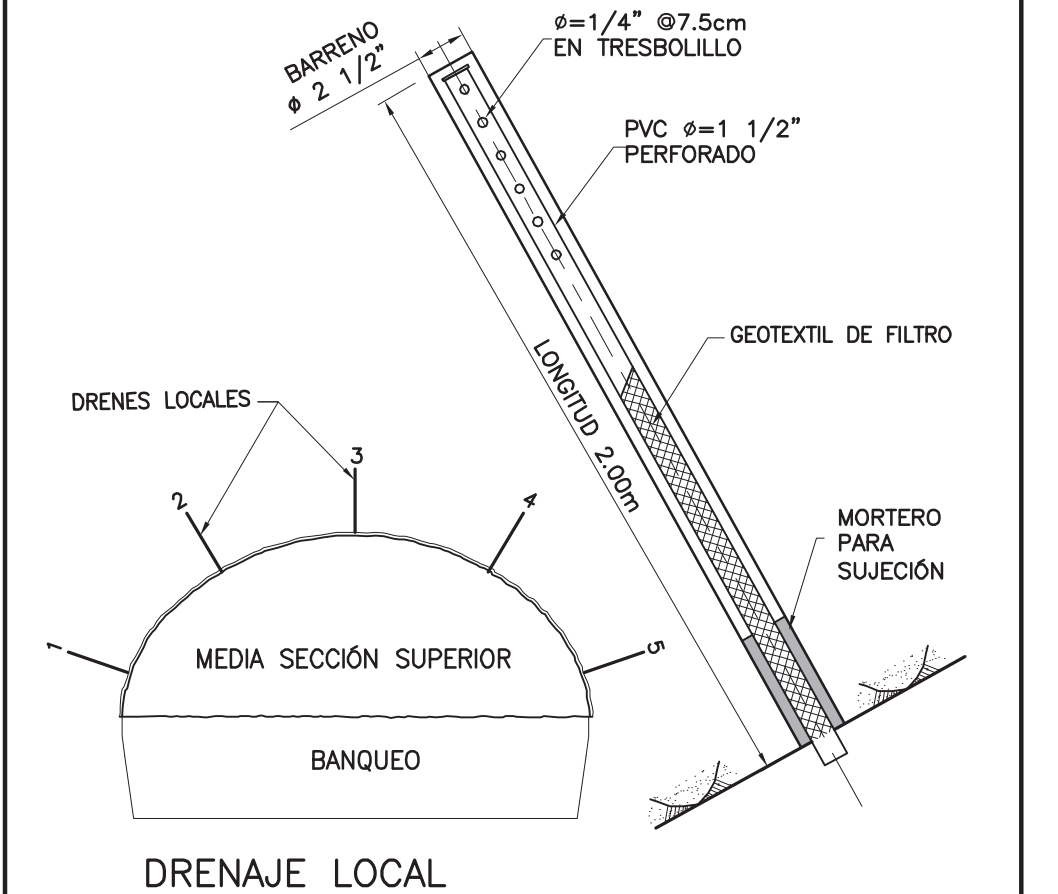 BARRENO
ø 2 1/2”
ø=1/4” @7.5cm
EN TRESBOLILLO
PVC ø=1 1/2”
PERFORADO
LONGITUD 2.00m
GEOTEXTIL DE FILTRO
DRENES LOCALES
1
2
3
4
5
MORTERO
PARA
SUJECIÓN
MEDIA SECCIÓN SUPERIOR
BANQUEO
DRENAJE LOCAL